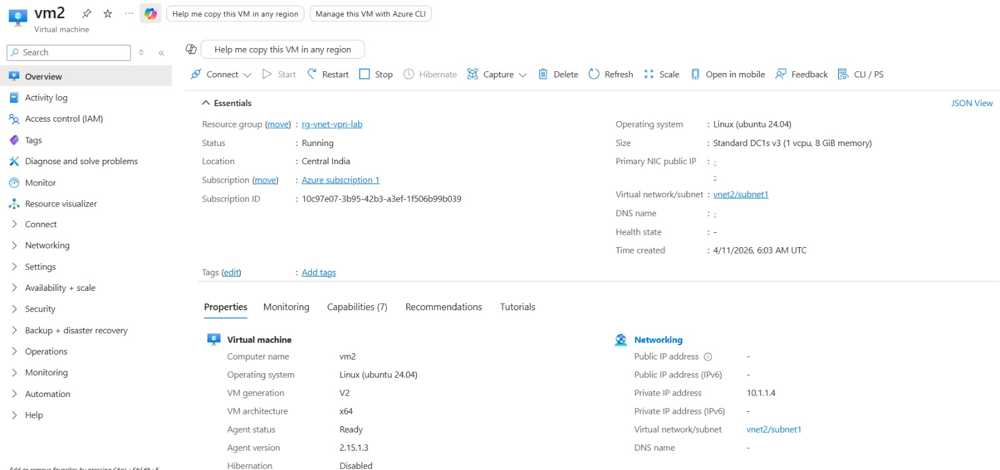 vm2
Virtual machine
Help me copy this VM in any region
Manage this VM with Azure CLI
Search
Overview
Activity log
Access control (IAM)
Tags
Diagnose and solve problems
Monitor
Resource visualizer
Connect
Networking
Settings
Availability + scale
Security
Backup + disaster recovery
Operations
Monitoring
Automation
Help
Add or remove favorites by pressing Ctrl+Shift+F
Help me copy this VM in any region
Connect Start Restart Stop Hibernate Capture Delete Refresh Scale Open in mobile Feedback CLI / PS
Essentials
JSON View
Resource group (move) : rg-vnet-vpn-lab
Status : Running
Location : Central India
Subscription (move) : Azure subscription 1
Subscription ID : 10c97e07-3b95-42b3-a3ef-1f506b99b039
Operating system : Linux (ubuntu 24.04)
Size : Standard DC1s v3 (1 vcpu, 8 GiB memory)
Primary NIC public IP : -
-
Virtual network/subnet : vnet2/subnet1
DNS name : -
Health state : -
Time created : 4/11/2026, 6:03 AM UTC
Tags (edit) : Add tags
Properties Monitoring Capabilities (7) Recommendations Tutorials
Virtual machine
Computer name vm2
Operating system Linux (ubuntu 24.04)
VM generation V2
VM architecture x64
Agent status Ready
Agent version 2.15.1.3
Hibernation Disabled
Networking
Public IP address -
Public IP address (IPv6) -
Private IP address 10.1.1.4
Private IP address (IPv6) -
Virtual network/subnet vnet2/subnet1
DNS name -